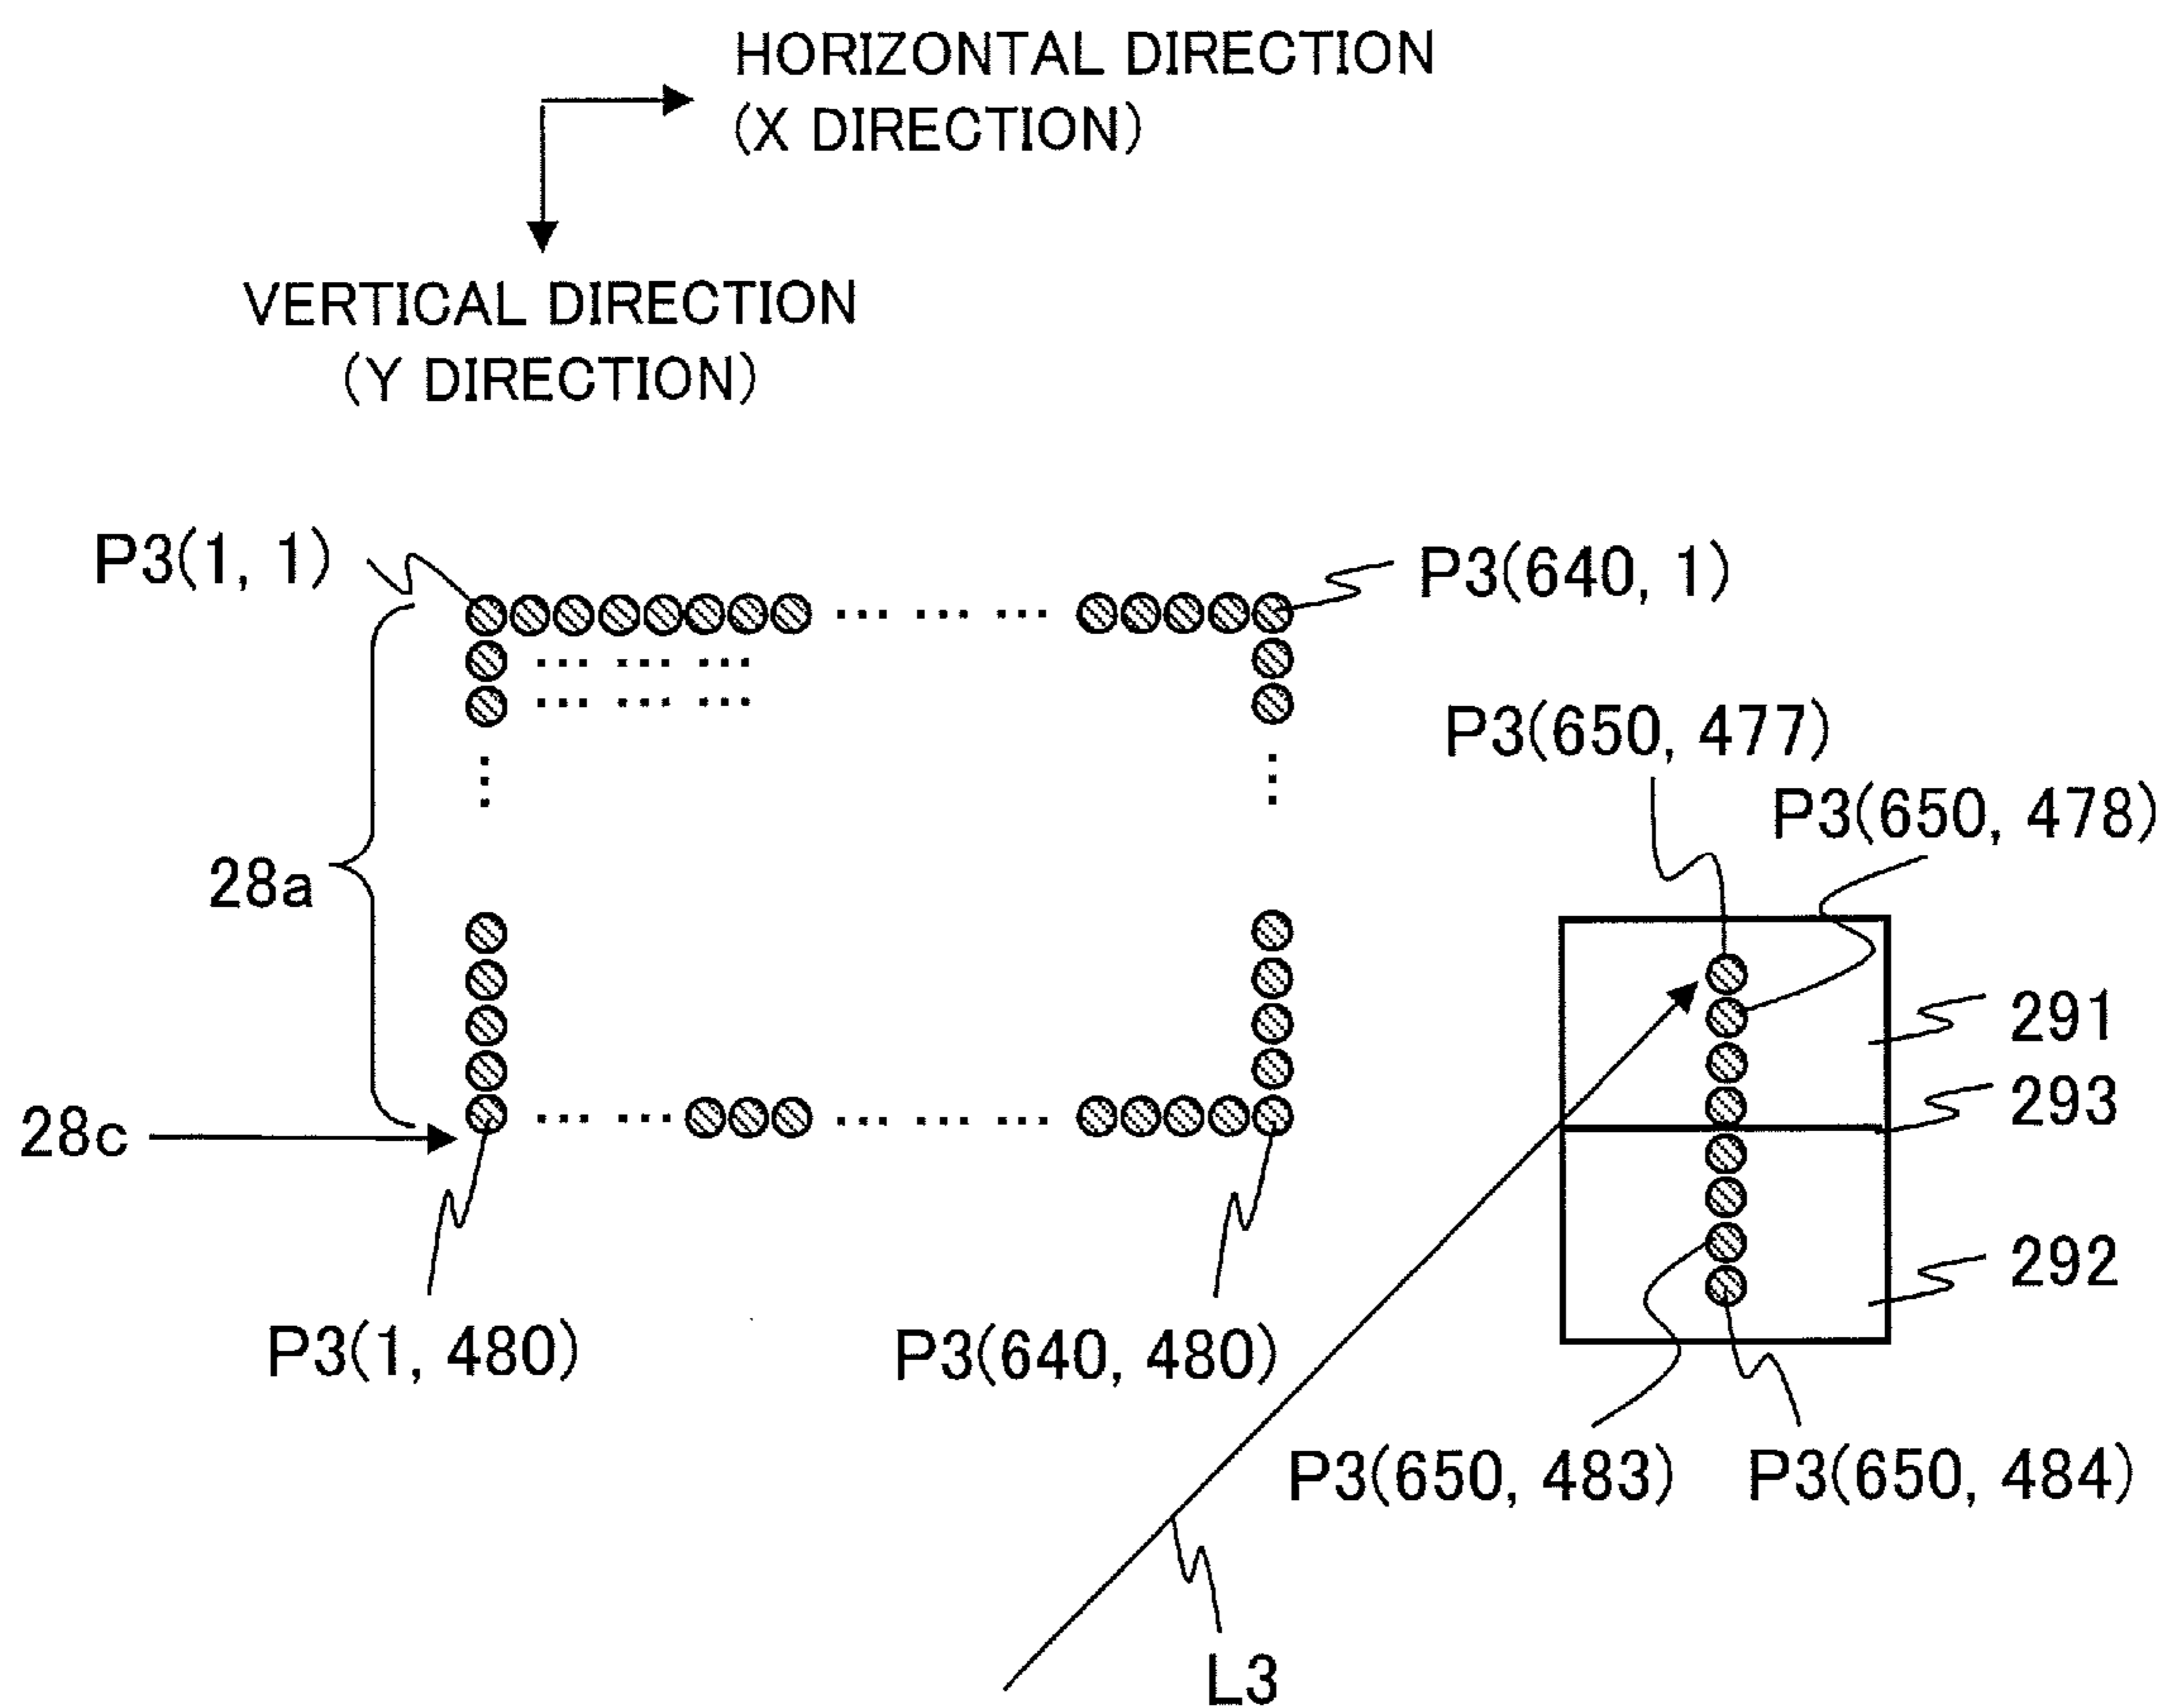 HORIZONTAL DIRECTION
(X DIRECTION)
VERTICAL DIRECTION
(Y DIRECTION)
P3(1, 1)
P3(640, 1)
P3(650, 477)
P3(650, 478)
28a
291
293
28c
292
P3(1, 480)
P3(640, 480)
P3(650, 483)
P3(650, 484)
L3